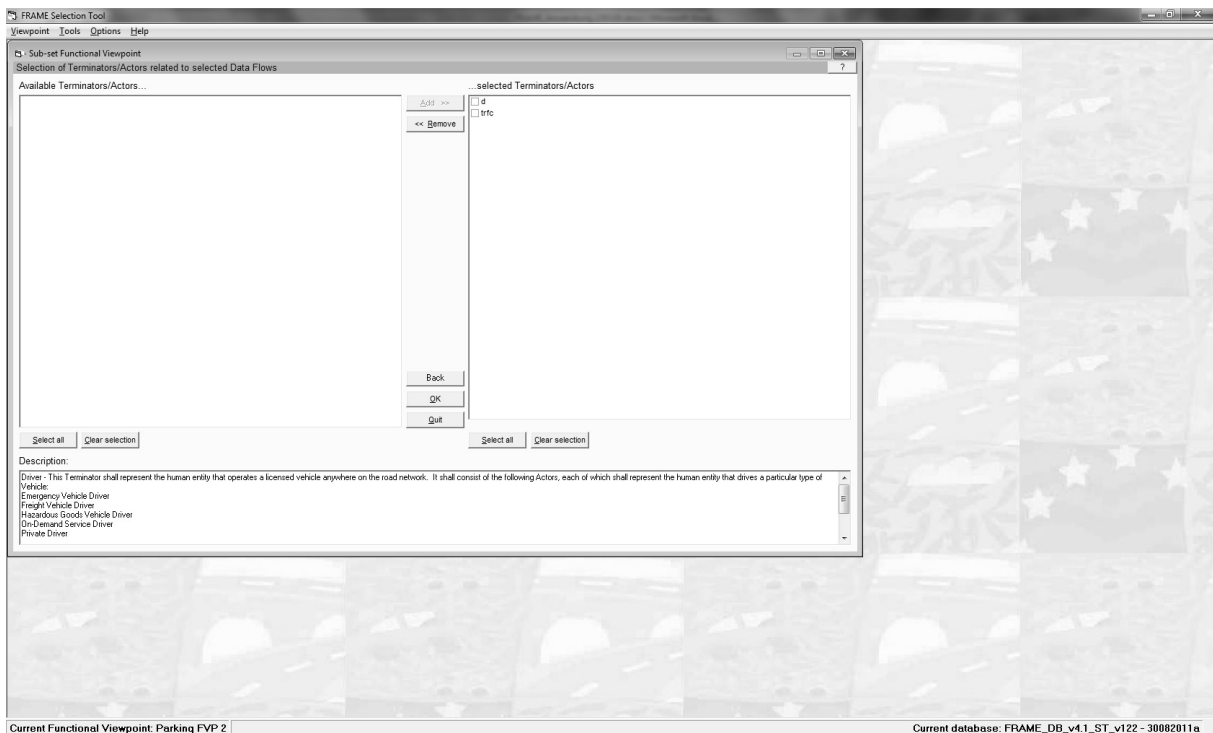 FRAME Selection Tool
Viewpoint Tools Options Help
Sub-set Functional Viewpoint
Selection of Terminators/Actors related to selected Data Flows
?
Available Terminators/Actors...
...selected Terminators/Actors
Add >>
<< Remove
d
trfc
Back
OK
Quit
Select all
Clear selection
Select all
Clear selection
Description:
Driver - This Terminator shall represent the human entity that operates a licensed vehicle anywhere on the road network. It shall consist of the following Actors, each of which shall represent the human entity that drives a particular type of
Vehicle:
Emergency Vehicle Driver
Freight Vehicle Driver
Hazardous Goods Vehicle Driver
On-Demand Service Driver
Private Driver
Current Functional Viewpoint: Parking FVP 2
Current database: FRAME_DB_v4.1_ST_v122 - 30082011a